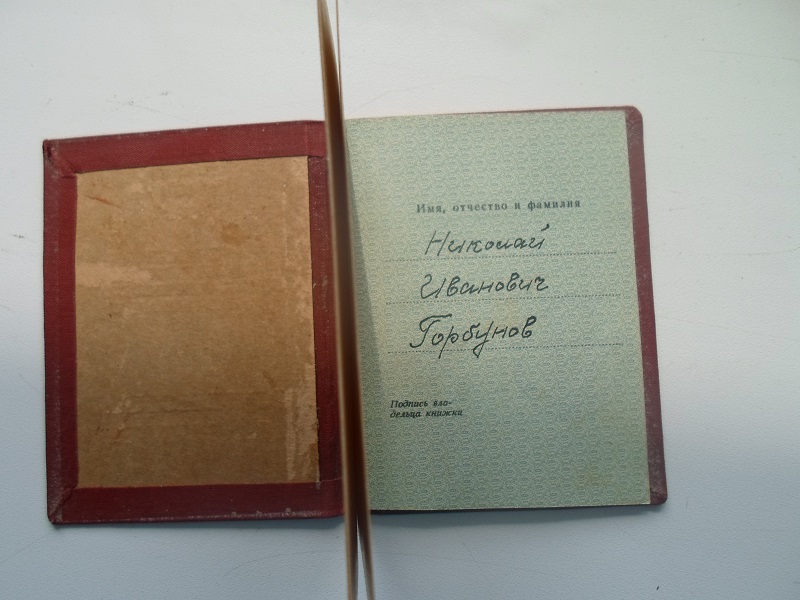 Имя, отчество и фамилия
Николай
Иванович
Горбунов
Подпись вла-
дельца книжки